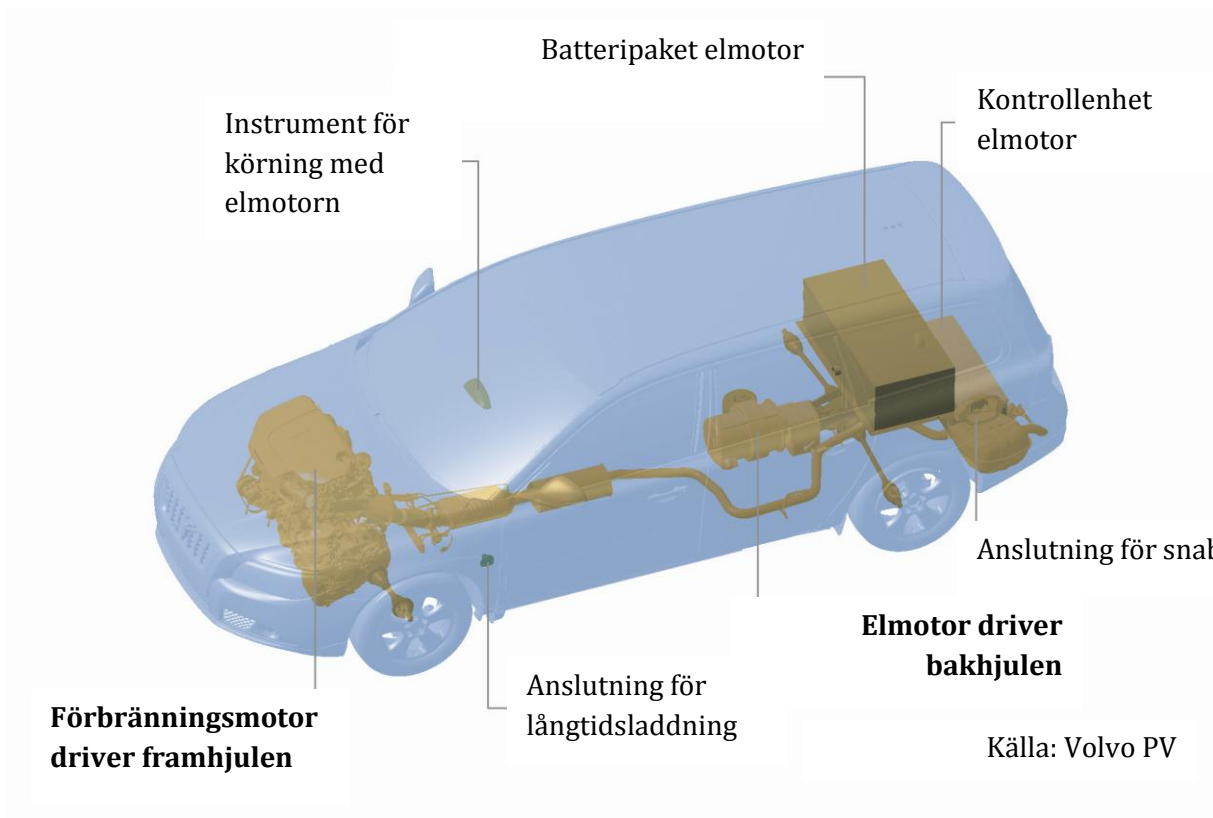 Batteripaket elmotor
Kontrollenhet
elmotor
Instrument för
körning med
elmotorn
Anslutning för
Elmotor driver
bakhjulen
Anslutning för
långtidsladdning
Förbränningsmotor
driver framhjulen
Källa: Volvo PV